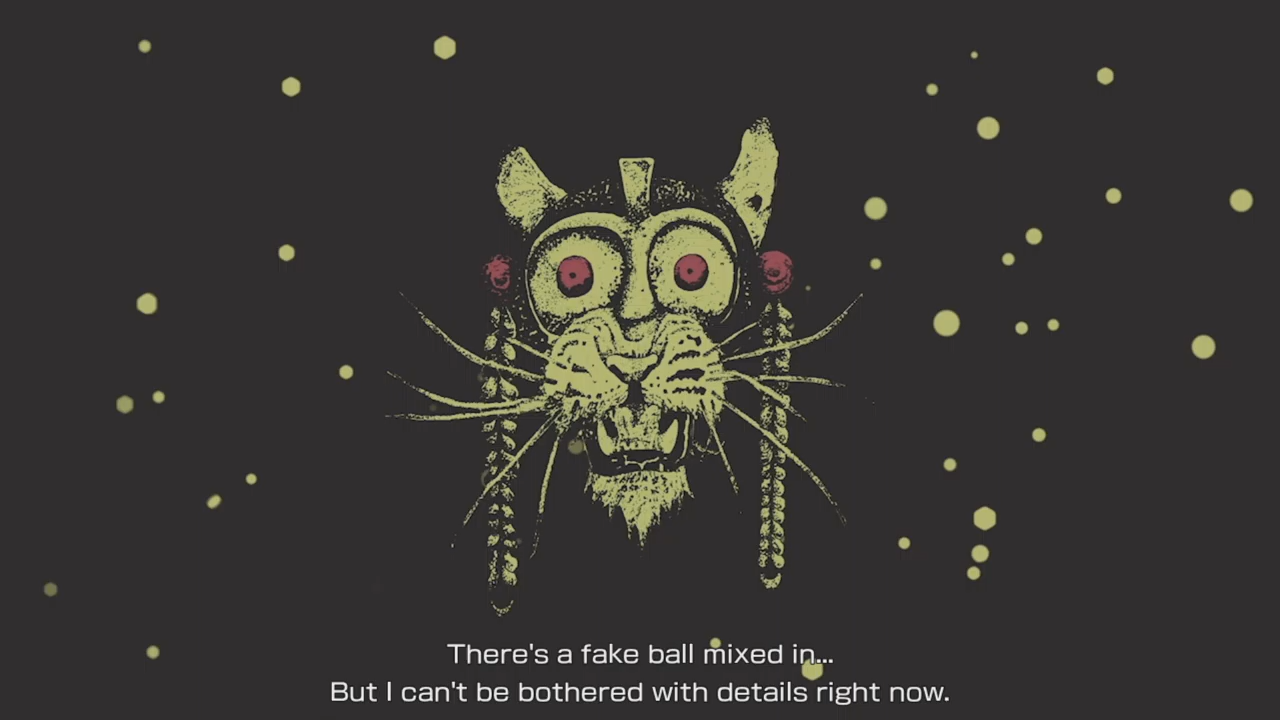 There's a fake ball mixed in...
But I can't be bothered with details right now.